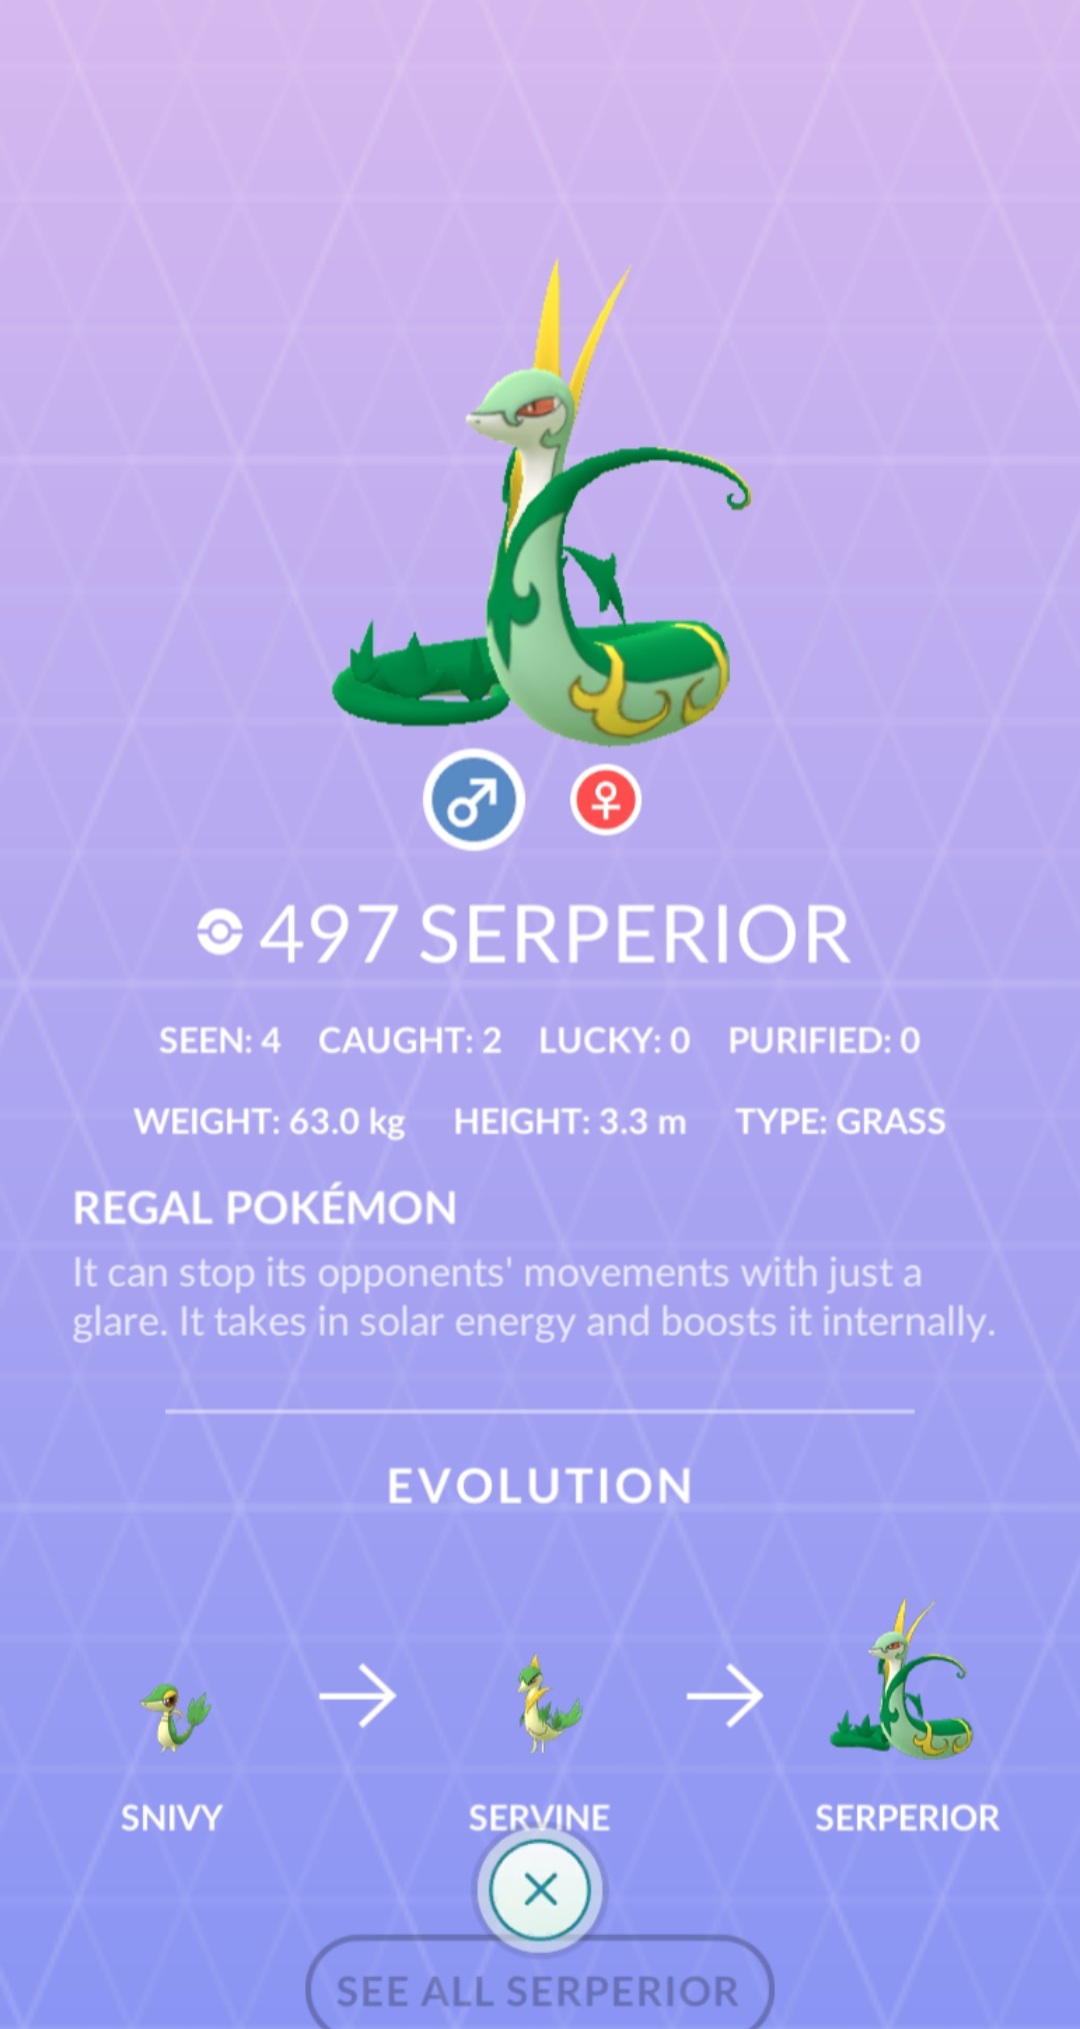 497 SERPERIOR
SEEN: 4 CAUGHT: 2 LUCKY: 0 PURIFIED: 0
WEIGHT: 63.0 kg HEIGHT: 3.3 m TYPE: GRASS
REGAL POKÉMON
It can stop its opponents' movements with just a
glare. It takes in solar energy and boosts it internally.
EVOLUTION
SNIVY SERVINE SERPERIOR
SEE ALL SERPERIOR